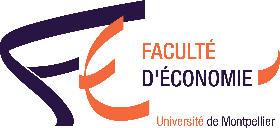 FACULTÉ
D'ÉCONOMIE
Université de Montpellier